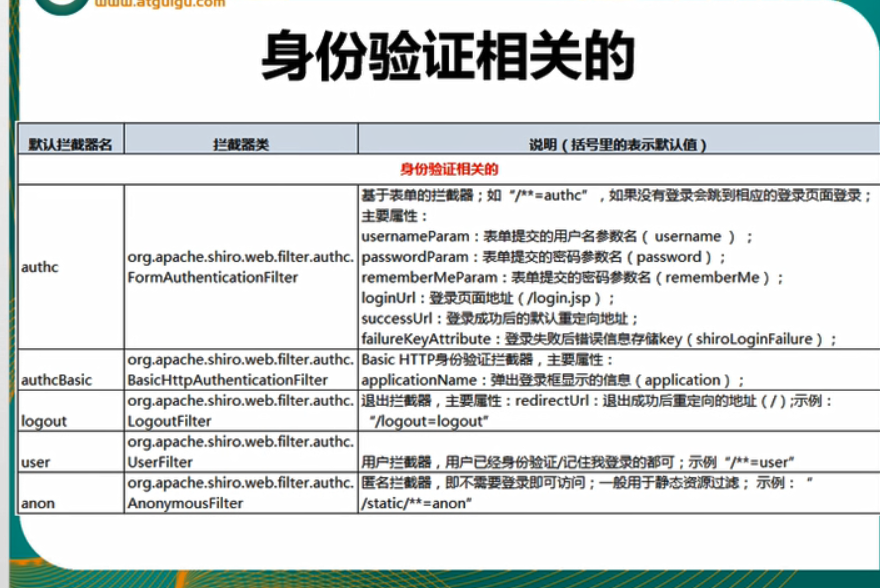 www.atguigu.com
身份验证相关的
默认拦截器名 拦截器类 说明（括号里的表示默认值）
身份验证相关的
authc
org.apache.shiro.web.filter.authc.
FormAuthenticationFilter
基于表单的拦截器；如“/**=authc”，如果没有登录会跳到相应的登录页面登录；
主要属性：
usernameParam：表单提交的用户名参数名（ username ）；
passwordParam：表单提交的密码参数名（password）；
rememberMeParam：表单提交的密码参数名（rememberMe）；
loginUrl：登录页面地址（/login.jsp）；
successUrl：登录成功后的默认重定向地址；
failureKeyAttribute：登录失败后错误信息存储key（shiroLoginFailure）；
authcBasic
org.apache.shiro.web.filter.authc.
BasicHttpAuthenticationFilter
Basic HTTP身份验证拦截器，主要属性：
applicationName：弹出登录框显示的信息（application）；
logout
org.apache.shiro.web.filter.authc.
LogoutFilter
退出拦截器，主要属性：redirectUrl：退出成功后重定向的地址（/）;示例：
“/logout=logout”
user
org.apache.shiro.web.filter.authc.
UserFilter
用户拦截器，用户已经身份验证/记住我登录的都可；示例“/**=user”
anon
org.apache.shiro.web.filter.authc.
AnonymousFilter
匿名拦截器，即不需要登录即可访问；一般用于静态资源过滤；示例：“
/static/**=anon”